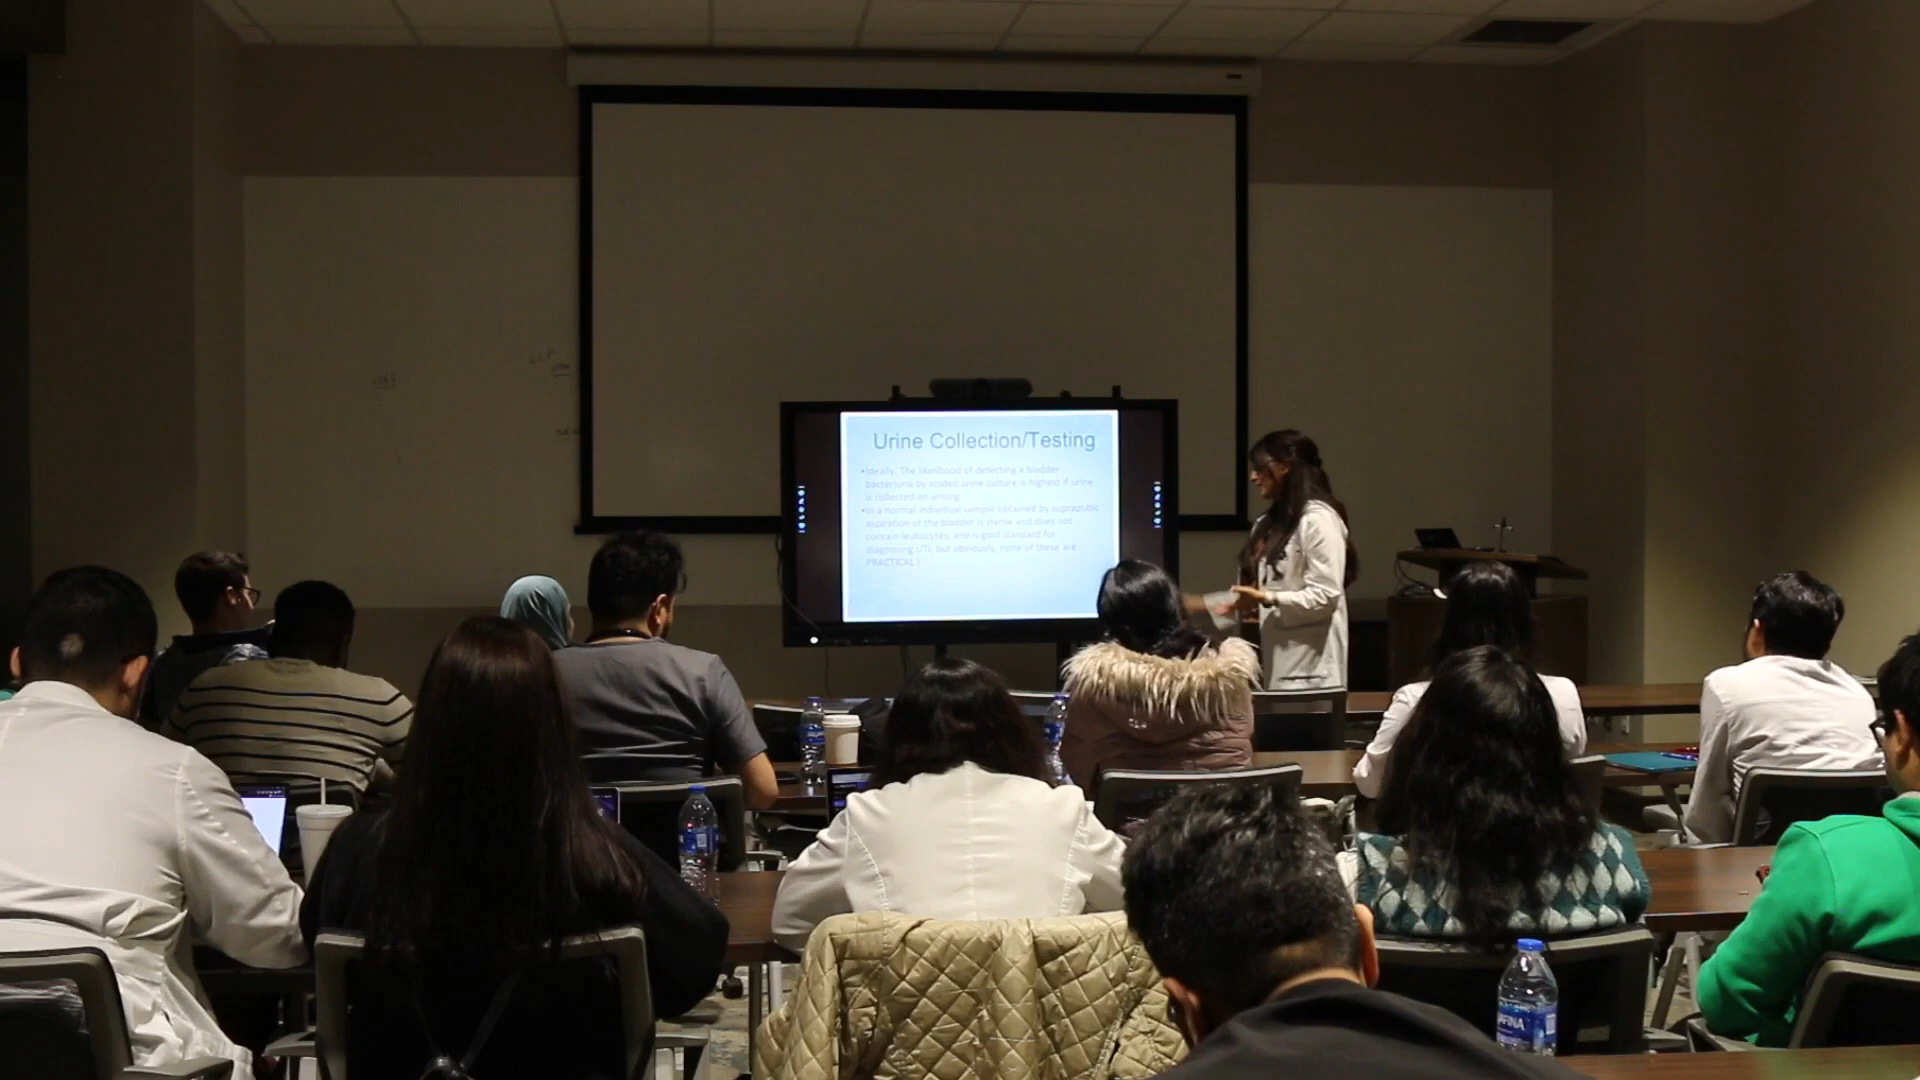 Urine Collection/Testing
•Ideally: The likelihood of detecting a bladder
bacteriuria by voided urine culture is highest if urine
is collected on arising.
•In a normal individual sample obtained by suprapubic
aspiration of the bladder is sterile and does not
contain leukocytes, and is gold standard for
diagnosing UTI, but obviously, none of these are
PRACTICAL !